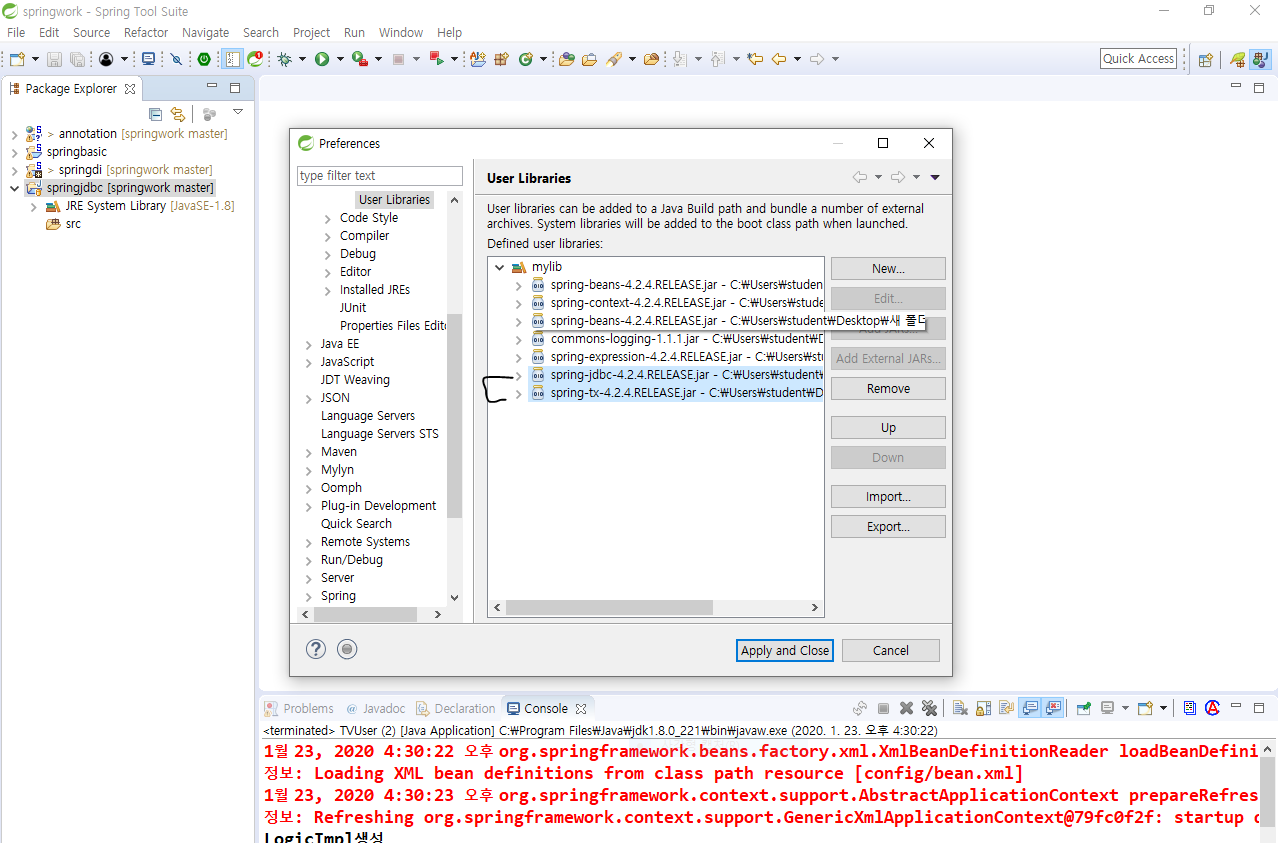 springwork - Spring Tool Suite
File Edit Source Refactor Navigate Search Project Run Window Help
Quick Access
Package Explorer
> annotation [springwork master]
springbasic
> springdi [springwork master]
springjdbc [springwork master]
JRE System Library [JavaSE-1.8]
src
Preferences
type filter text
User Libraries
Code Style
Compiler
Debug
Editor
Installed JREs
JUnit
Properties Files Edito
Java EE
JavaScript
JDT Weaving
JSON
Language Servers
Language Servers STS
Maven
Mylyn
Oomph
Plug-in Development
Quick Search
Remote Systems
Run/Debug
Server
Spring
User Libraries
User libraries can be added to a Java Build path and bundle a number of external
archives. System libraries will be added to the boot class path when launched.
Defined user libraries:
mylib
spring-beans-4.2.4.RELEASE.jar - C:₩Users₩studen
spring-context-4.2.4.RELEASE.jar - C:₩Users₩stude
spring-beans-4.2.4.RELEASE.jar - C:₩Users₩student₩Desktop₩새 폴더
commons-logging-1.1.1.jar - C:₩Users₩student₩D
spring-expression-4.2.4.RELEASE.jar - C:₩Users₩stu
spring-jdbc-4.2.4.RELEASE.jar - C:₩Users₩student₩
spring-tx-4.2.4.RELEASE.jar - C:₩Users₩student₩D
New...
Edit...
Add JARs...
Add External JARs...
Remove
Up
Down
Import...
Export...
Apply and Close
Cancel
Problems @ Javadoc Declaration Console
<terminated> TVUser (2) [Java Application] C:₩Program Files₩Java₩jdk1.8.0_221₩bin₩javaw.exe (2020. 1. 23. 오후 4:30:22)
1월 23, 2020 4:30:22 오후 org.springframework.beans.factory.xml.XmlBeanDefinitionReader loadBeanDefini
정보: Loading XML bean definitions from class path resource [config/bean.xml]
1월 23, 2020 4:30:23 오후 org.springframework.context.support.AbstractApplicationContext prepareRefres
정보: Refreshing org.springframework.context.support.GenericXmlApplicationContext@79fc0f2f: startup d
LogicImpl생성